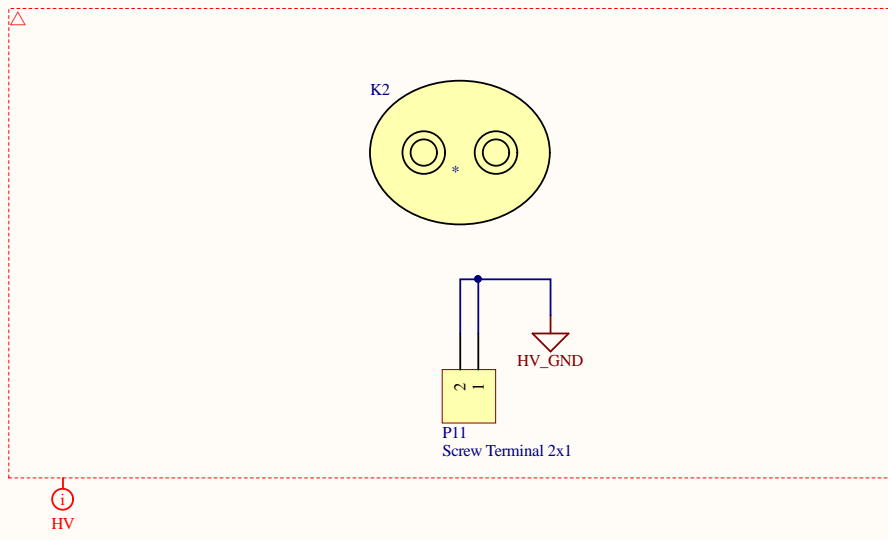 K2
*
HV_GND
2 1
P11
Screw Terminal 2x1
i
HV